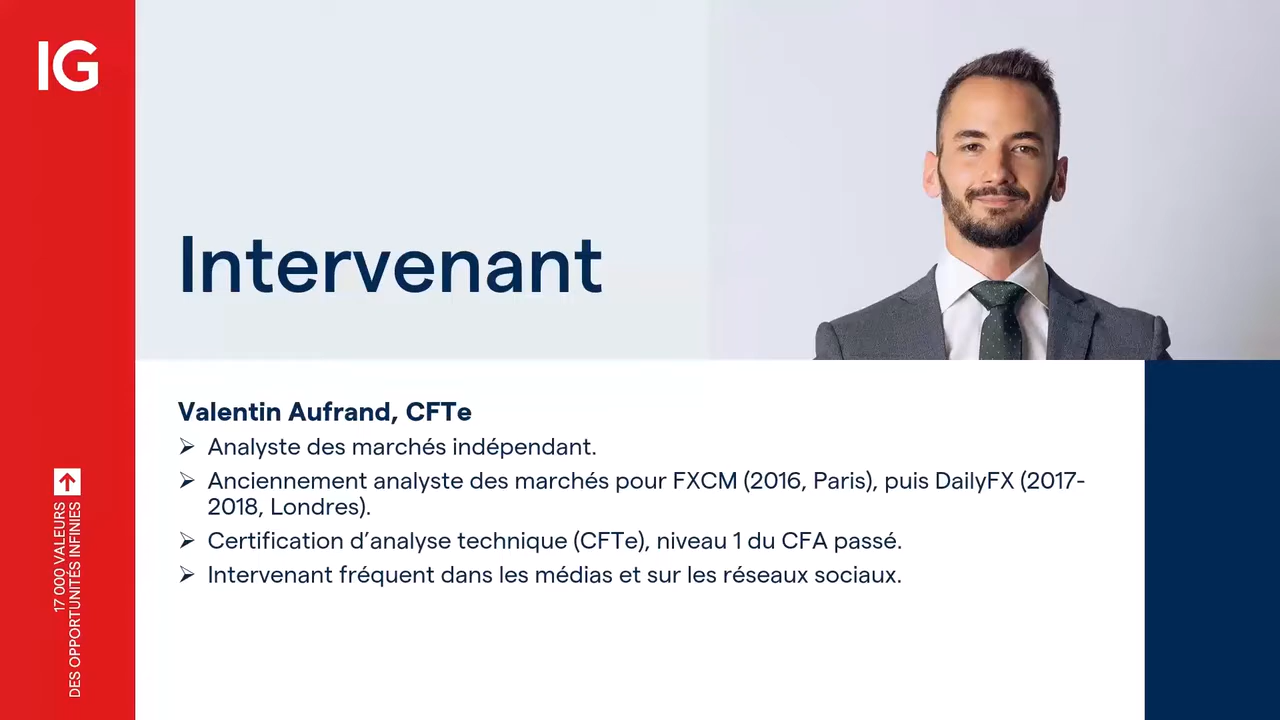 IG
Intervenant
Valentin Aufrand, CFTe
➢ Analyste des marchés indépendant.
➢ Anciennement analyste des marchés pour FXCM (2016, Paris), puis DailyFX (2017-
2018, Londres).
➢ Certification d’analyse technique (CFTe), niveau 1 du CFA passé.
➢ Intervenant fréquent dans les médias et sur les réseaux sociaux.
17 000 VALEURS
DES OPPORTUNITÉS INFINIES